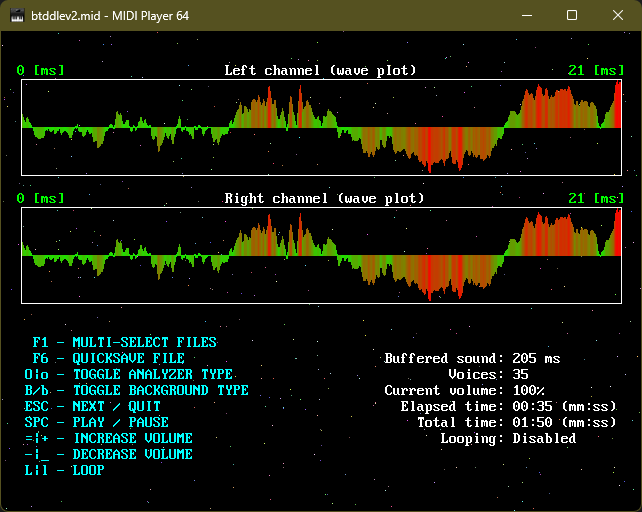 btddlev2.mid - MIDI Player 64
0 [ms] Left channel (wave plot) 21 [ms]
0 [ms] Right channel (wave plot) 21 [ms]
F1 - MULTI-SELECT FILES
F6 - QUICKSAVE FILE
O|o - TOGGLE ANALYZER TYPE
B/b - TOGGLE BACKGROUND TYPE
ESC - NEXT / QUIT
SPC - PLAY / PAUSE
=|+ - INCREASE VOLUME
-|_ - DECREASE VOLUME
L|l - LOOP
Buffered sound: 205 ms
Voices: 35
Current volume: 100%
Elapsed time: 00:35 (mm:ss)
Total time: 01:50 (mm:ss)
Looping: Disabled